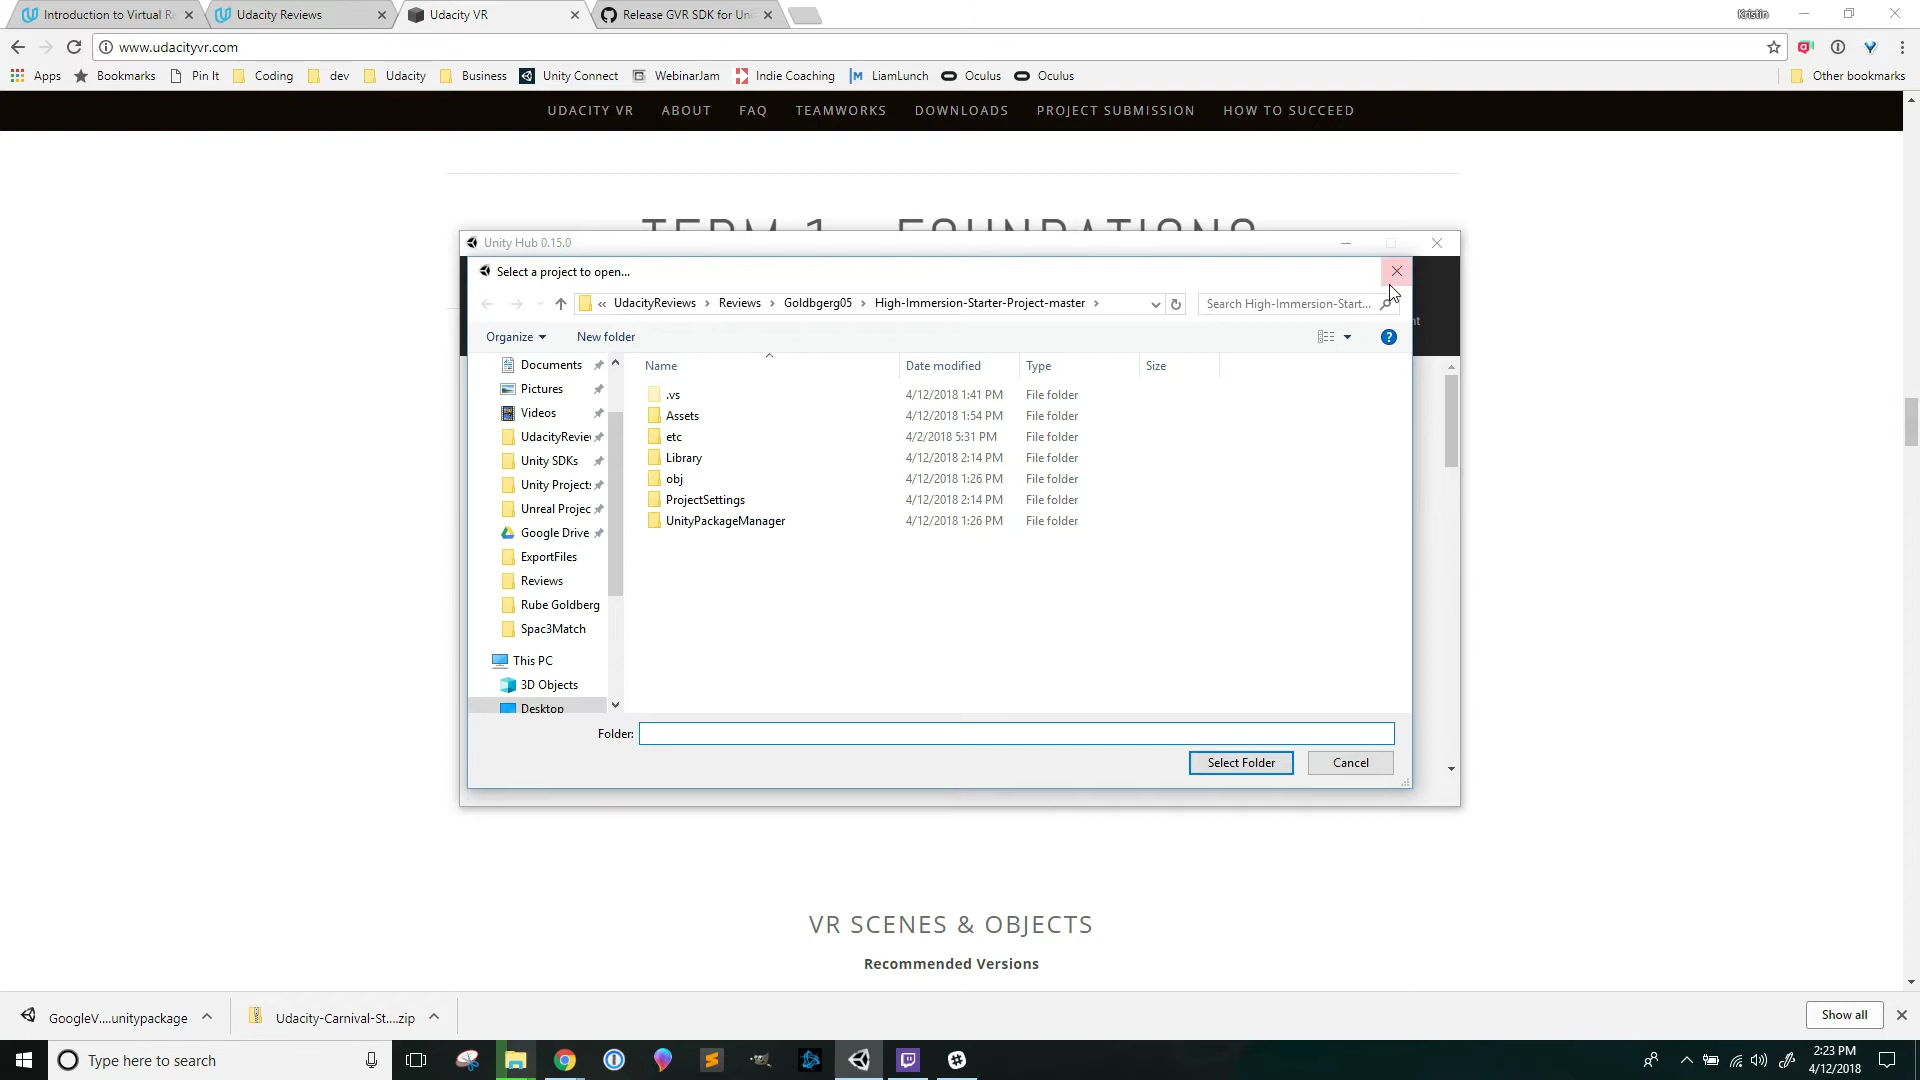 Introduction to Virtual Re
Udacity Reviews
Udacity VR
Release GVR SDK for Uni
Kristin
www.udacityvr.com
Apps
Bookmarks
Pin It
Coding
dev
Udacity
Business
Unity Connect
WebinarJam
Indie Coaching
LiamLunch
Oculus
Oculus
Other bookmarks
UDACITY VR
ABOUT
FAQ
TEAMWORKS
DOWNLOADS
PROJECT SUBMISSION
HOW TO SUCCEED
TERM 1 - FOUNDATIONS
Unity Hub 0.15.0
Select a project to open...
« UdacityReviews > Reviews > Goldbgerg05 > High-Immersion-Starter-Project-master >
Search High-Immersion-Start...
nt
Organize
New folder
Name
Date modified
Type
Size
Documents
Pictures
Videos
UdacityRevie
Unity SDKs
Unity Projects
Unreal Projec
Google Drive
ExportFiles
Reviews
Rube Goldberg
Spac3Match
This PC
3D Objects
Desktop
.vs 4/12/2018 1:41 PM File folder
Assets 4/12/2018 1:54 PM File folder
etc 4/2/2018 5:31 PM File folder
Library 4/12/2018 2:14 PM File folder
obj 4/12/2018 1:26 PM File folder
ProjectSettings 4/12/2018 2:14 PM File folder
UnityPackageManager 4/12/2018 1:26 PM File folder
Folder:
Select Folder
Cancel
VR SCENES & OBJECTS
Recommended Versions
GoogleV....unitypackage
Udacity-Carnival-St....zip
Show all
Type here to search
2:23 PM
4/12/2018